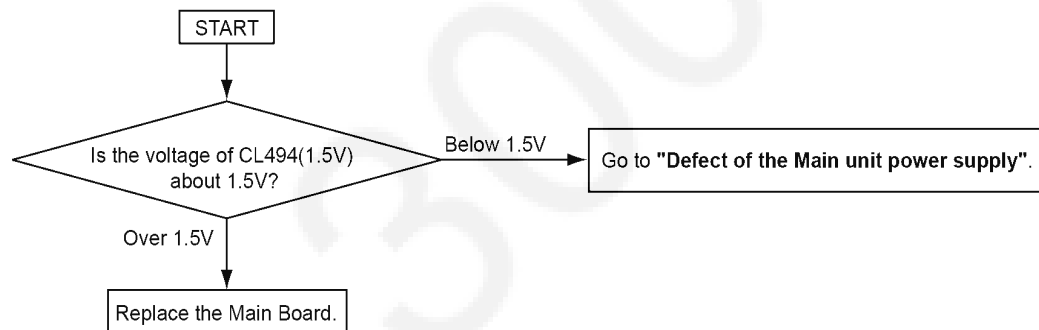 START
Is the voltage of CL494(1.5V)
about 1.5V?
Below 1.5V
Go to "Defect of the Main unit power supply".
Over 1.5V
Replace the Main Board.